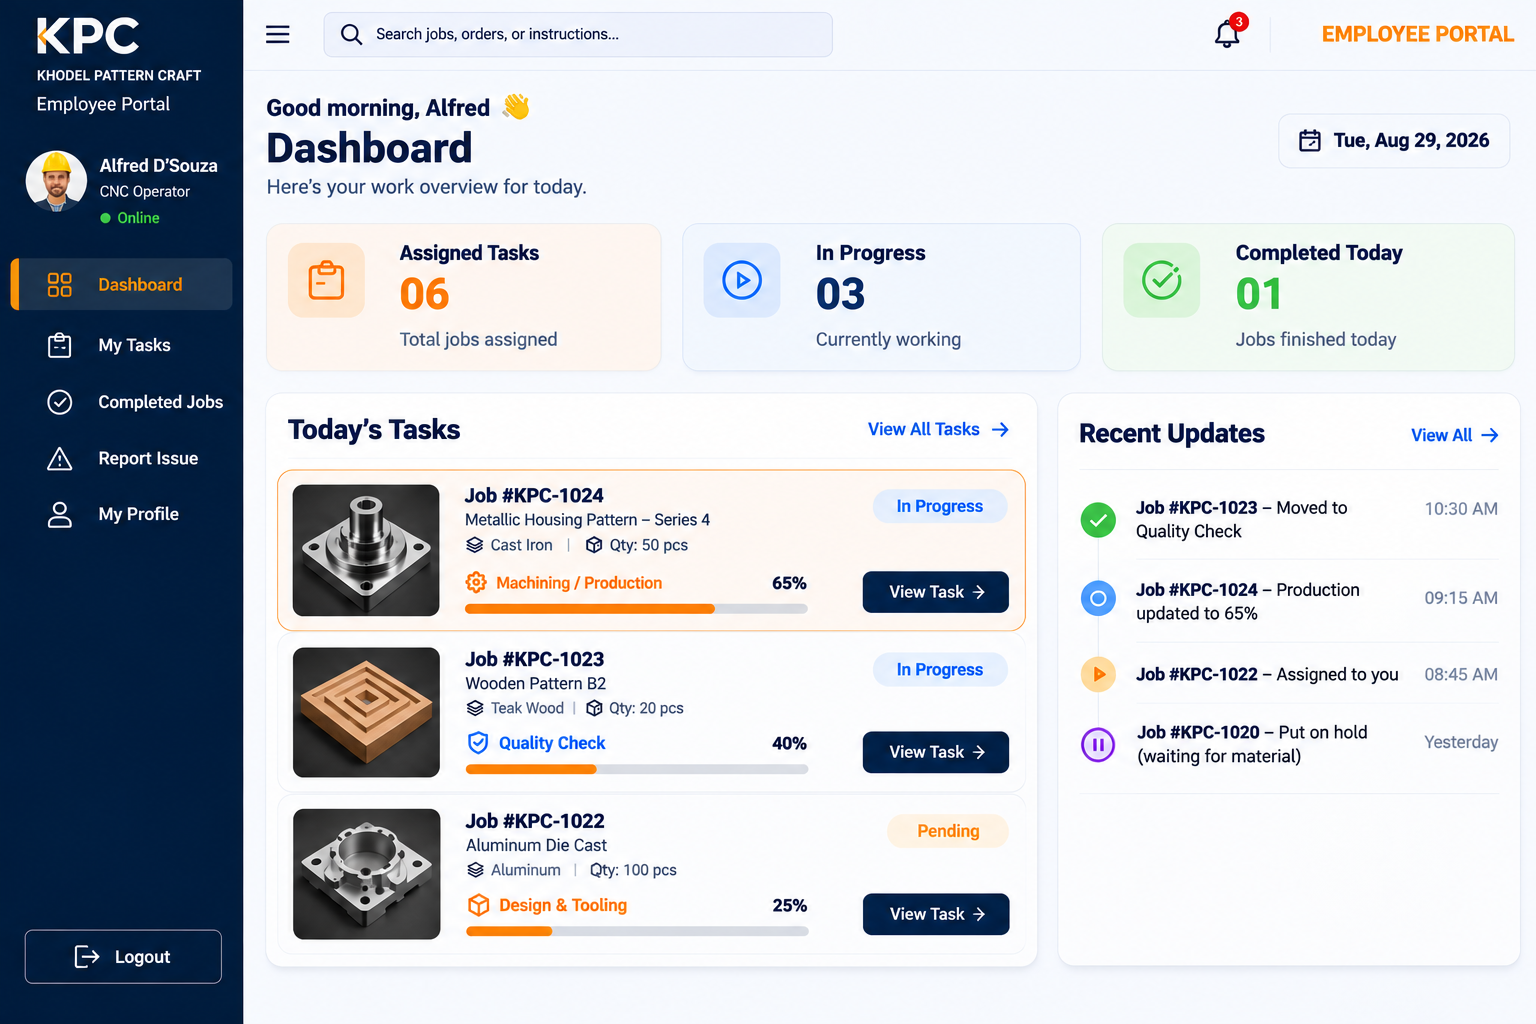 KPC
KHODEL PATTERN CRAFT
Employee Portal
Alfred D'Souza
CNC Operator
Online
Dashboard
My Tasks
Completed Jobs
Report Issue
My Profile
Logout
Search jobs, orders, or instructions...
3
EMPLOYEE PORTAL
Good morning, Alfred 👋
Dashboard
Here's your work overview for today.
Tue, Aug 29, 2026
Assigned Tasks
06
Total jobs assigned
In Progress
03
Currently working
Completed Today
01
Jobs finished today
Today's Tasks
View All Tasks →
Job #KPC-1024
Metallic Housing Pattern – Series 4
Cast Iron | Qty: 50 pcs
Machining / Production 65%
In Progress
View Task →
Job #KPC-1023
Wooden Pattern B2
Teak Wood | Qty: 20 pcs
Quality Check 40%
In Progress
View Task →
Job #KPC-1022
Aluminum Die Cast
Aluminum | Qty: 100 pcs
Design & Tooling 25%
Pending
View Task →
Recent Updates
View All →
Job #KPC-1023 – Moved to
Quality Check
10:30 AM
Job #KPC-1024 – Production
updated to 65%
09:15 AM
Job #KPC-1022 – Assigned to you
08:45 AM
Job #KPC-1020 – Put on hold
(waiting for material)
Yesterday